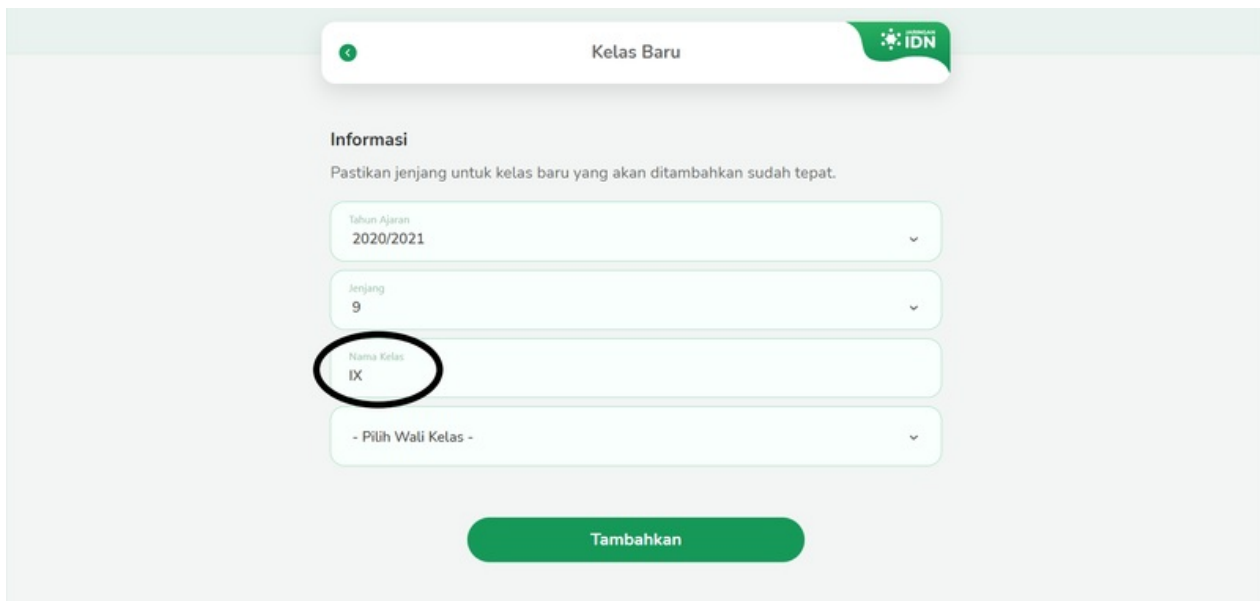 Kelas Baru
JARINGAN
IDN
Informasi
Pastikan jenjang untuk kelas baru yang akan ditambahkan sudah tepat.
Tahun Ajaran
2020/2021
Jenjang
9
Nama Kelas
IX
- Pilih Wali Kelas -
Tambahkan